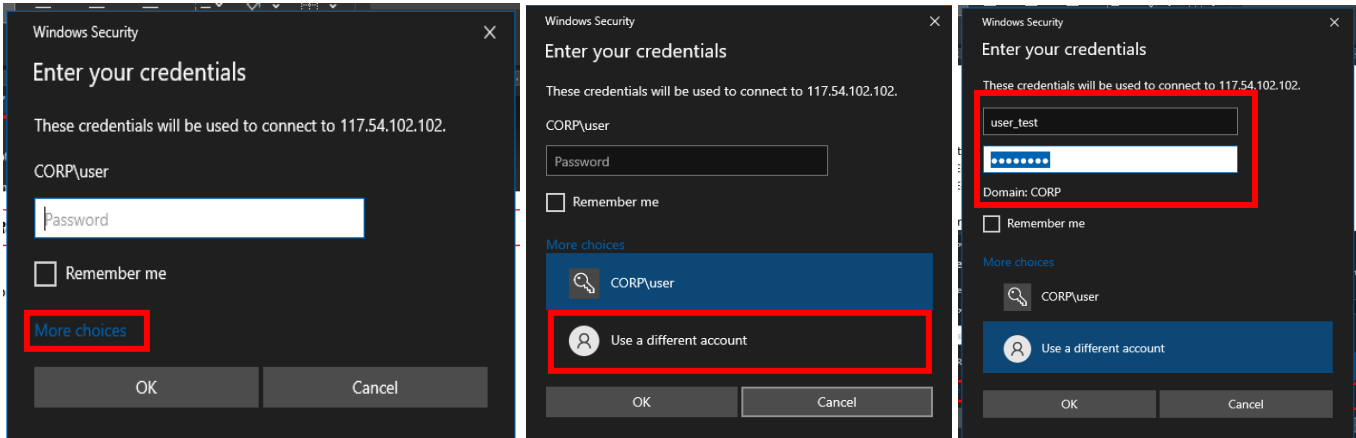 Windows Security
Enter your credentials
These credentials will be used to connect to 117.54.102.102.
CORP\user
Password
Remember me
More choices
OK
Cancel
Windows Security
Enter your credentials
These credentials will be used to connect to 117.54.102.102.
CORP\user
Password
Remember me
More choices
CORP\user
Use a different account
OK
Cancel
Windows Security
Enter your credentials
These credentials will be used to connect to 117.54.102.102.
user_test
••••••••
Domain: CORP
Remember me
More choices
CORP\user
Use a different account
OK
Cancel